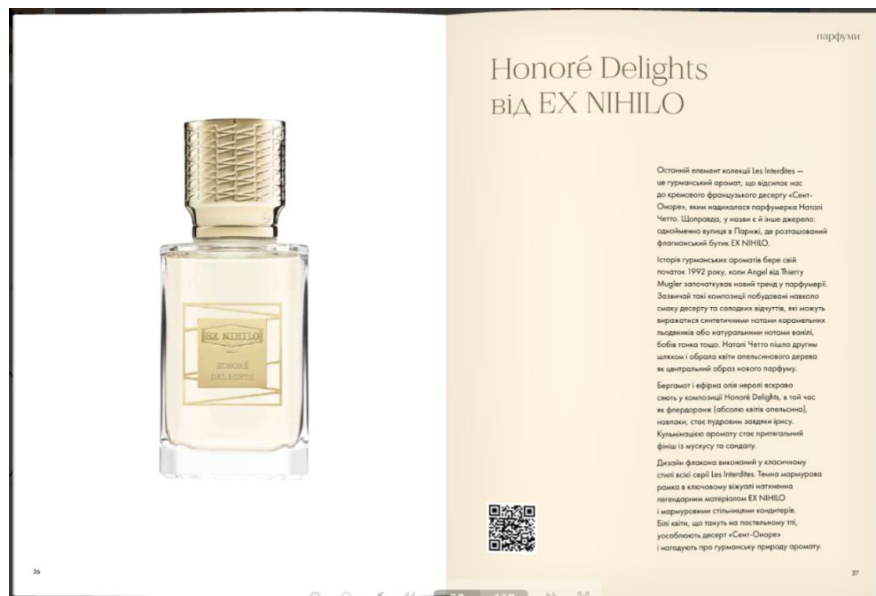 EX NIHILO
HONORÉ
DELIGHTS
26
парфуми
Honoré Delights
від EX NIHILO
Останній елемент колекції Les Interdites —
це гурманський аромат, що відсилає нас
до кремового французького десерту «Сент-
Оноре», яким надихалася парфумерка Наталі
Четто. Щоправда, у назви є й інше джерело:
однойменна вулиця в Парижі, де розташований
флагманський бутик EX NIHILO.
Історія гурманських ароматів бере свій
початок 1992 року, коли Angel від Thierry
Mugler започаткував новий тренд у парфумерії.
Зазвичай такі композиції побудовані навколо
смаку десерту та солодких відчуттів, які можуть
виражатися синтетичними нотами карамельних
льодяників або натуральними нотами ванілі,
бобів тонка тощо. Наталі Четто пішла другим
шляхом і обрала квіти апельсинового дерева
як центральний образ нового парфуму.
Бергамот і ефірна олія неролі яскраво
сяють у композиції Honoré Delights, в той час
як флердоранж (абсолю квітів апельсина),
навпаки, стає пудровим завдяки ірису.
Кульмінацією аромату стає притягальний
фініш із мускусу та сандалу.
Дизайн флакона виконаний у класичному
стилі всієї серії Les Interdites. Темна мармурова
рамка в ключовому візуалі натхненна
легендарним матеріалом EX NIHILO
і мармуровими стільницями кондитерів.
Білі квіти, що тануть на пастельному тлі,
уособлюють десерт «Сент-Оноре»
і нагадують про гурманську природу аромату.
27